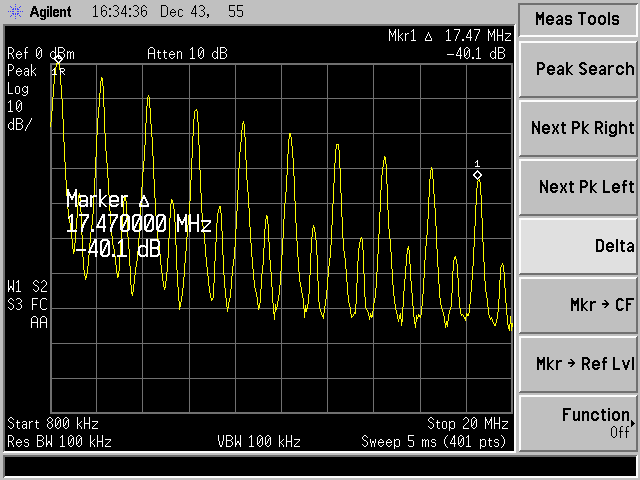 Agilent 16:34:36 Dec 43, 55
Meas Tools
Mkr1 Δ 17.47 MHz
Ref 0 dBm Atten 10 dB -40.1 dB
Peak
Log
10
dB/
1R
1
Marker Δ
17.470000 MHz
-40.1 dB
W1 S2
S3 FC
AA
Start 800 kHz Stop 20 MHz
Res BW 100 kHz VBW 100 kHz Sweep 5 ms (401 pts)
Peak Search
Next Pk Right
Next Pk Left
Delta
Mkr → CF
Mkr → Ref Lvl
Function
Off